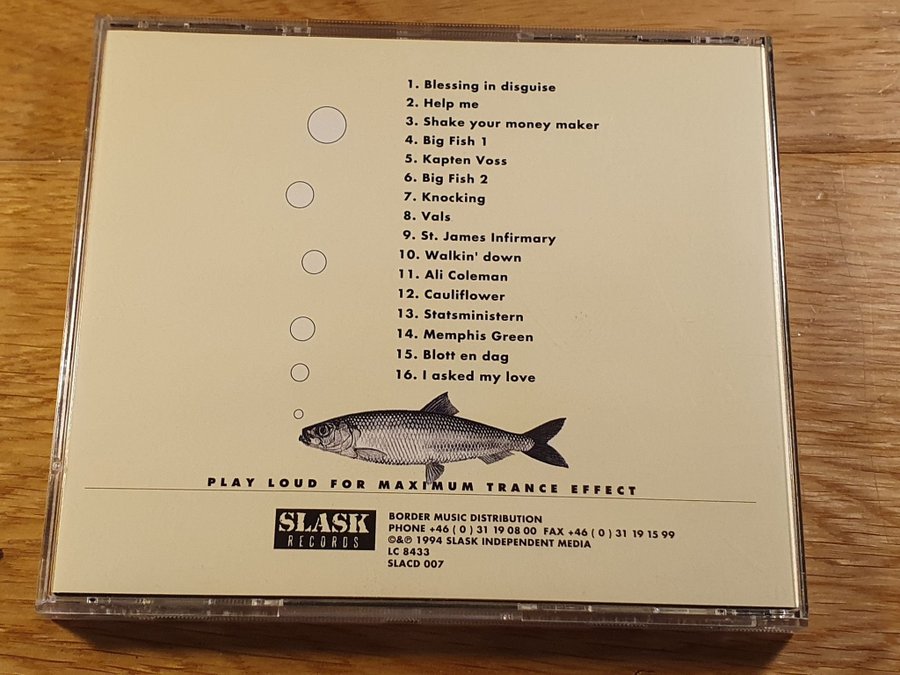 1. Blessing in disguise
2. Help me
3. Shake your money maker
4. Big Fish 1
5. Kapten Voss
6. Big Fish 2
7. Knocking
8. Vals
9. St. James Infirmary
10. Walkin' down
11. Ali Coleman
12. Cauliflower
13. Statsministern
14. Memphis Green
15. Blott en dag
16. I asked my love
PLAY LOUD FOR MAXIMUM TRANCE EFFECT
SLASK
RECORDS
BORDER MUSIC DISTRIBUTION
PHONE +46 ( 0 ) 31 19 08 00 FAX +46 ( 0 ) 31 19 15 99
©&℗ 1994 SLASK INDEPENDENT MEDIA
LC 8433
SLACD 007